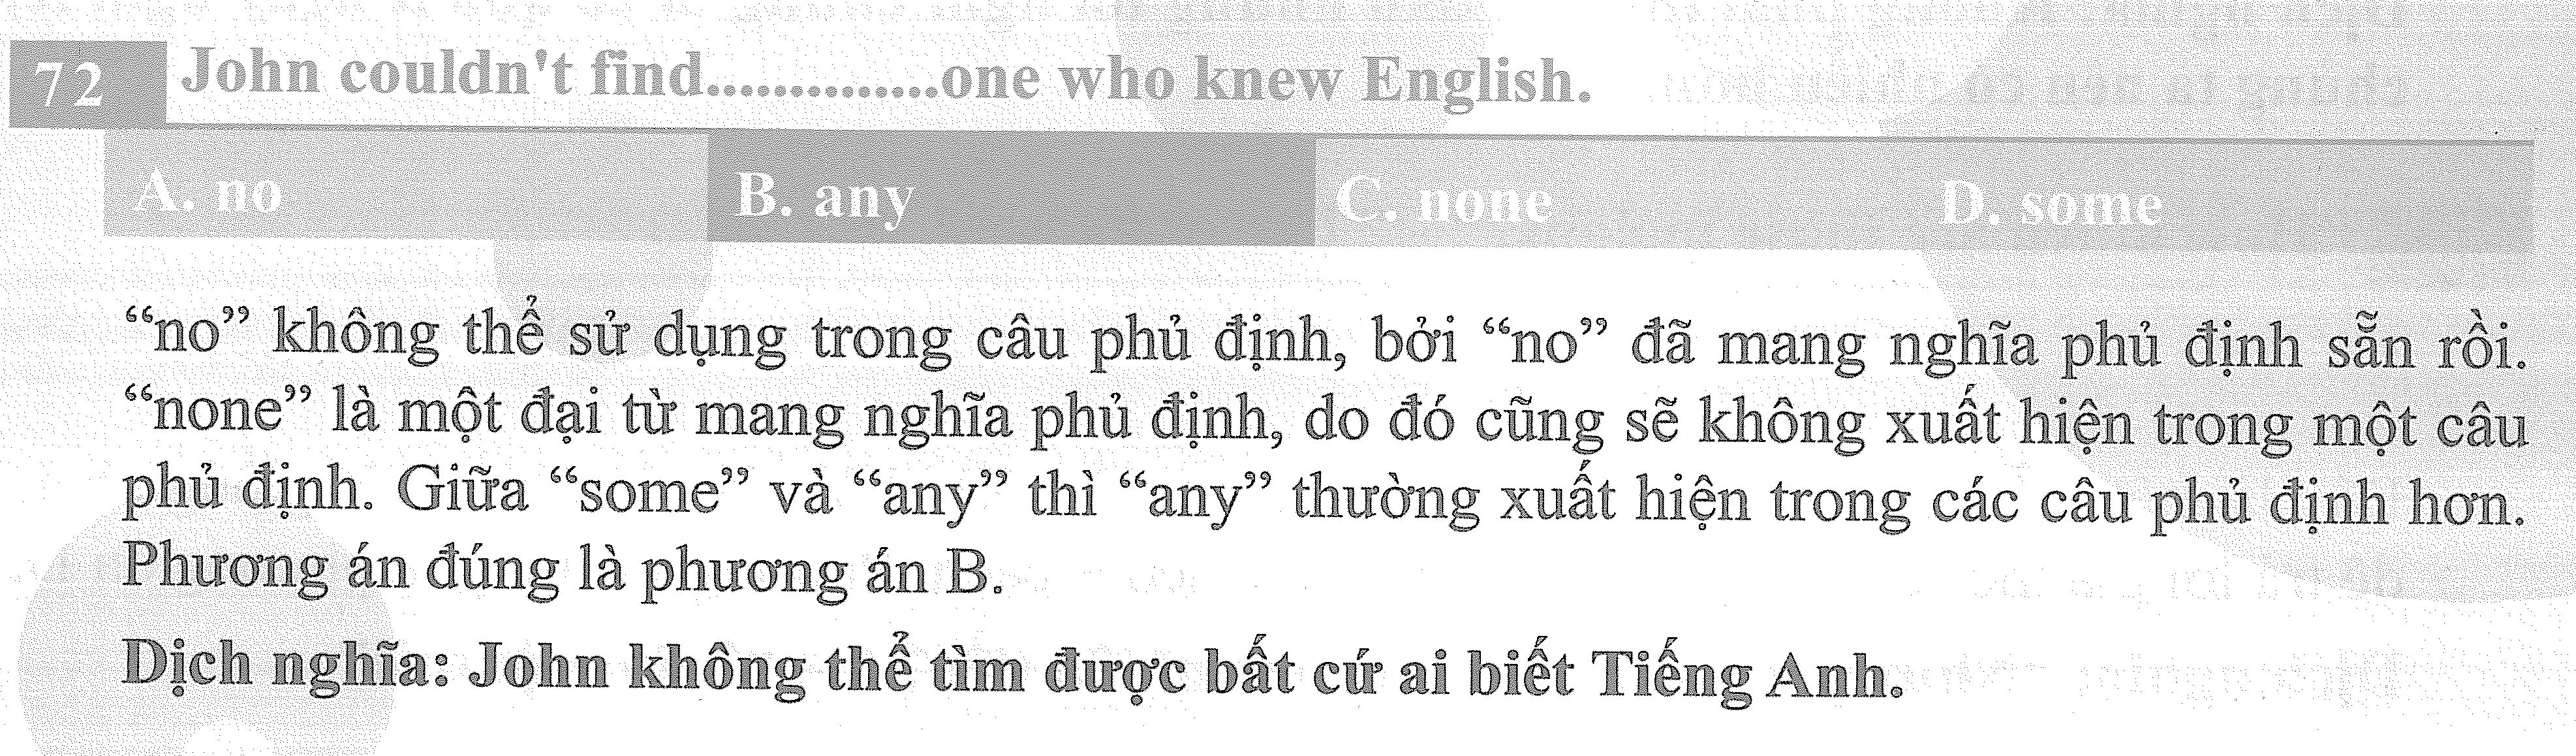 72 John couldn't find..............one who knew English.
A. no B. any C. none D. some
“no” không thể sử dụng trong câu phủ định, bởi “no” đã mang nghĩa phủ định sẵn rồi.
“none” là một đại từ mang nghĩa phủ định, do đó cũng sẽ không xuất hiện trong một câu
phủ định. Giữa “some” và “any” thì “any” thường xuất hiện trong các câu phủ định hơn.
Phương án đúng là phương án B.
Dịch nghĩa: John không thể tìm được bất cứ ai biết Tiếng Anh.